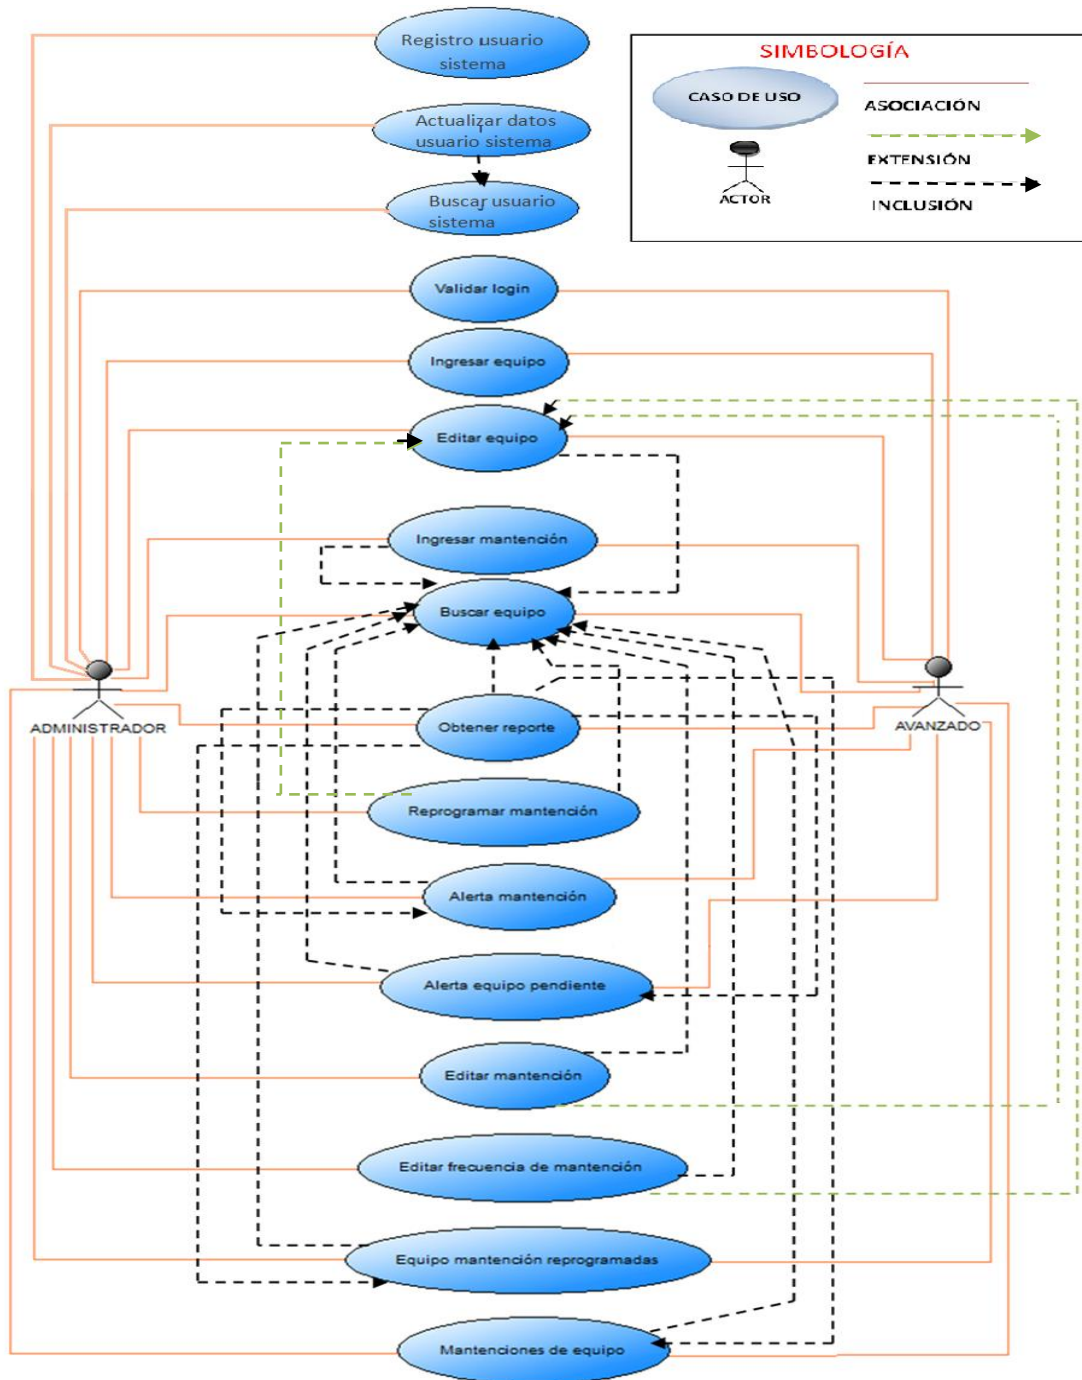 Registro usuario
sistema
SIMBOLOGÍA
CASO DE USO
ASOCIACIÓN
EXTENSIÓN
ACTOR
INCLUSIÓN
Actualizar datos
usuario sistema
Buscar usuario
sistema
Validar login
Ingresar equipo
Editar equipo
Ingresar mantención
Buscar equipo
ADMINISTRADOR
AVANZADO
Obtener reporte
Reprogramar mantención
Alerta mantención
Alerta equipo pendiente
Editar mantención
Editar frecuencia de mantención
Equipo mantención reprogramadas
Mantenciones de equipo